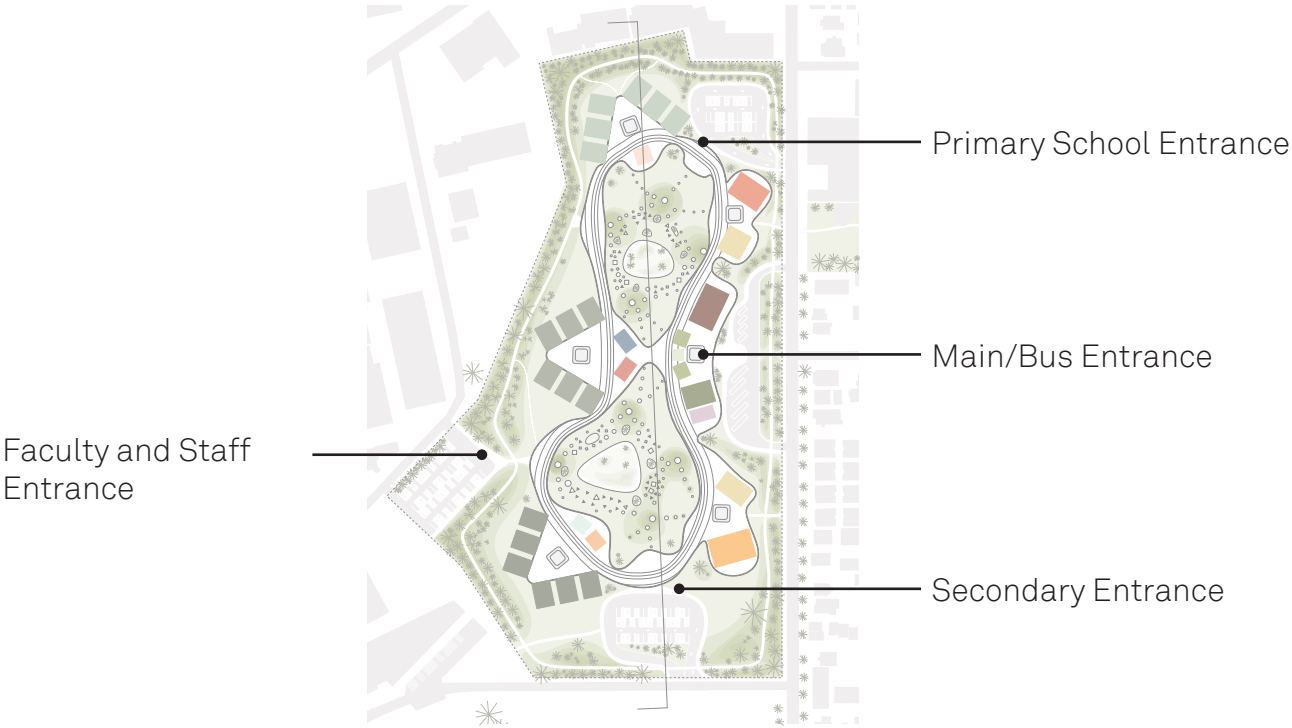 Primary School Entrance
Main/Bus Entrance
Faculty and Staff
Entrance
Secondary Entrance